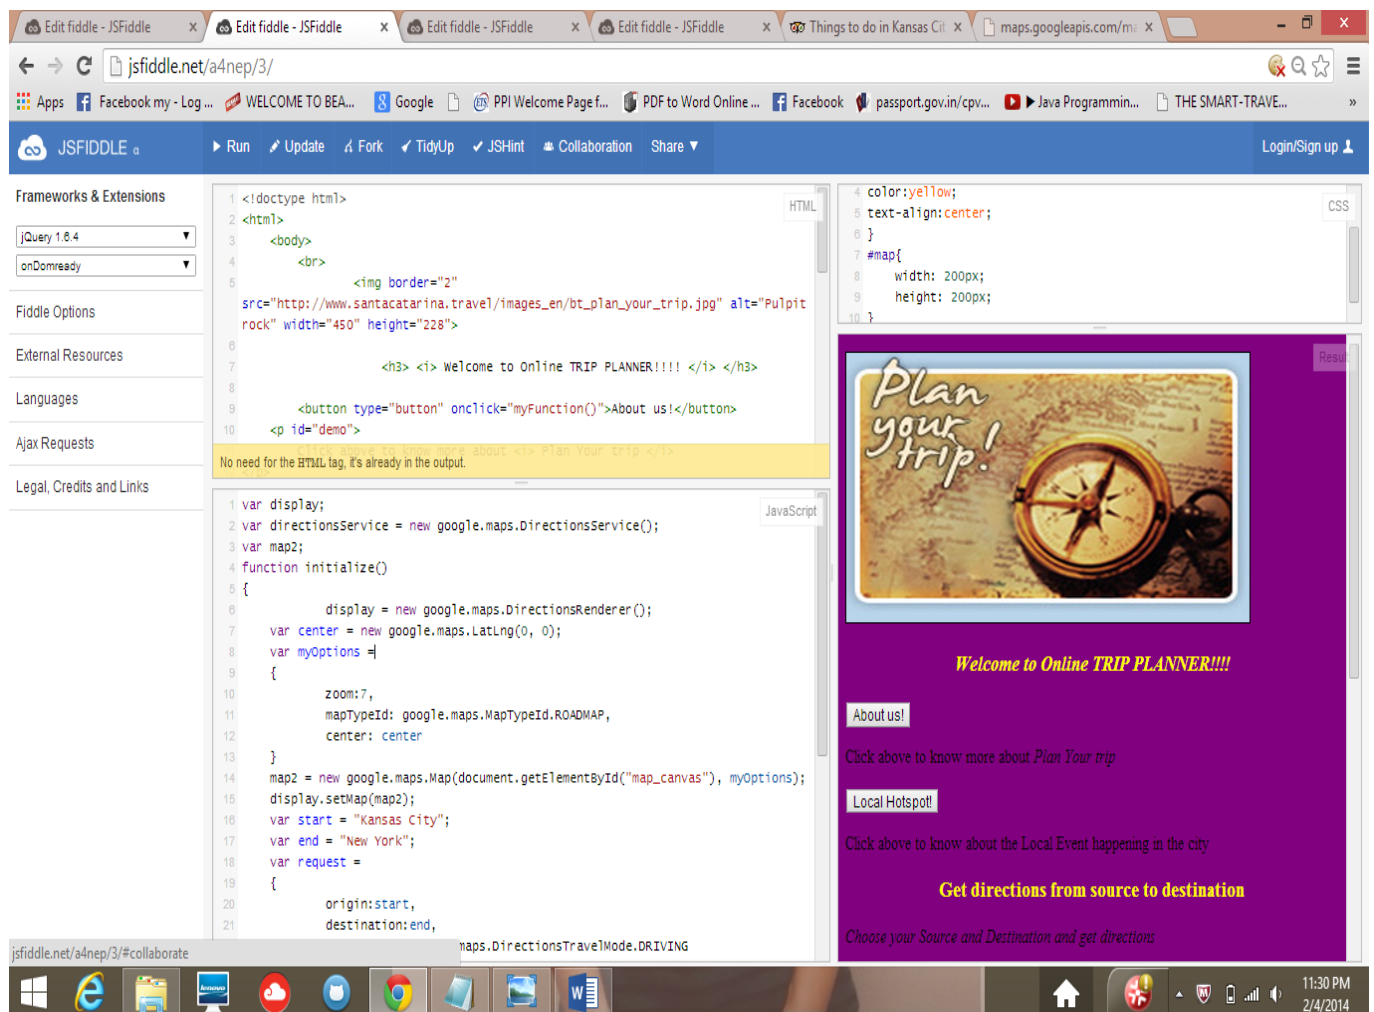 Edit fiddle - JSFiddle x
Edit fiddle - JSFiddle x
Edit fiddle - JSFiddle x
Edit fiddle - JSFiddle x
Things to do in Kansas Cit x
maps.googleapis.com/ma x
jsfiddle.net/a4nep/3/
Apps Facebook my - Log ... WELCOME TO BEA... Google PPI Welcome Page f... PDF to Word Online ... Facebook passport.gov.in/cpv... ▶ Java Programmin... THE SMART-TRAVE... »
JSFIDDLE α Run Update Fork TidyUp JSHint Collaboration Share ▼ Login/Sign up
Frameworks & Extensions
jQuery 1.6.4
onDomready
Fiddle Options
External Resources
Languages
Ajax Requests
Legal, Credits and Links
HTML
1 <!doctype html>
2 <html>
3 <body>
4 <br>
5 <img border="2"
src="http://www.santacatarina.travel/images_en/bt_plan_your_trip.jpg" alt="Pulpit
rock" width="450" height="228">
6
7 <h3> <i> Welcome to Online TRIP PLANNER!!!! </i> </h3>
8
9 <button type="button" onclick="myFunction()">About us!</button>
10 <p id="demo">
Click above to know more about <i> Plan Your trip </i>
No need for the HTML tag, it's already in the output.
JavaScript
1 var display;
2 var directionsService = new google.maps.DirectionsService();
3 var map2;
4 function initialize()
5 {
6 display = new google.maps.DirectionsRenderer();
7 var center = new google.maps.LatLng(0, 0);
8 var myOptions =
9 {
10 zoom:7,
11 mapTypeId: google.maps.MapTypeId.ROADMAP,
12 center: center
13 }
14 map2 = new google.maps.Map(document.getElementById("map_canvas"), myOptions);
15 display.setMap(map2);
16 var start = "Kansas City";
17 var end = "New York";
18 var request =
19 {
20 origin:start,
21 destination:end,
maps.DirectionsTravelMode.DRIVING
CSS
4 color:yellow;
5 text-align:center;
6 }
7 #map{
8 width: 200px;
9 height: 200px;
10 }
Result
Plan
your
trip!
Welcome to Online TRIP PLANNER!!!!
About us!
Click above to know more about Plan Your trip
Local Hotspot!
Click above to know about the Local Event happening in the city
Get directions from source to destination
Choose your Source and Destination and get directions
jsfiddle.net/a4nep/3/#collaborate
lenovo
11:30 PM
2/4/2014